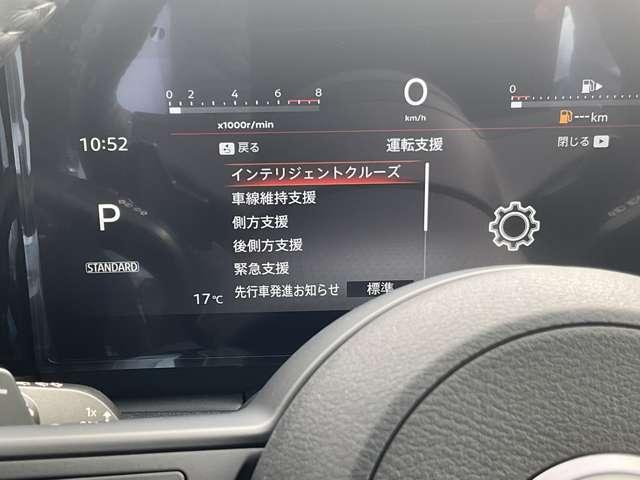 0 2 4 6 8
x1000r/min
0
km/h
0
---km
10:52
戻る
運転支援
閉じる
インテリジェントクルーズ
車線維持支援
側方支援
後側方支援
緊急支援
先行車発進お知らせ 標準
P
STANDARD
17℃
1x